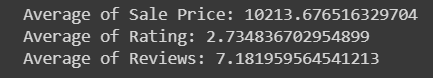 Average of Sale Price: 10213.676516329704
Average of Rating: 2.734836702954899
Average of Reviews: 7.181959564541213